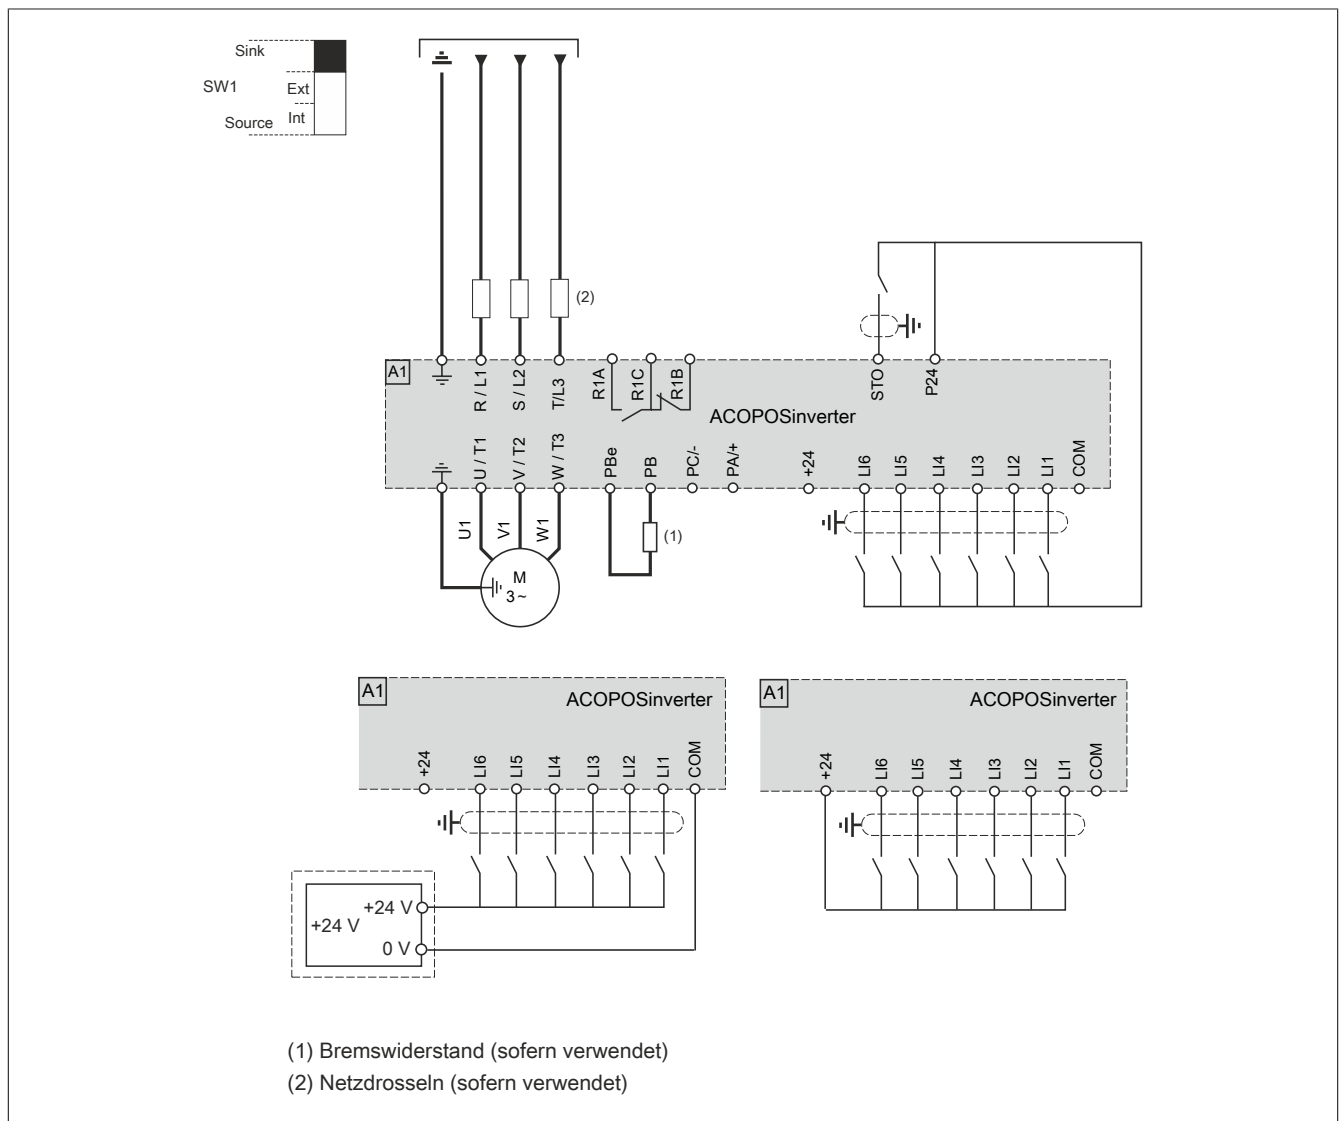 Sink
SW1
Ext
Source
Int
(2)
A1
R / L1
S / L2
T/L3
R1A
R1C
R1B
STO
P24
ACOPOSinverter
U / T1
V / T2
W / T3
PBe
PB
PC/-
PA/+
+24
LI6
LI5
LI4
LI3
LI2
LI1
COM
U1
V1
W1
(1)
M
3~
A1
ACOPOSinverter
+24
LI6
LI5
LI4
LI3
LI2
LI1
COM
+24 V
+24 V
0 V
A1
ACOPOSinverter
+24
LI6
LI5
LI4
LI3
LI2
LI1
COM
(1) Bremswiderstand (sofern verwendet)
(2) Netzdrosseln (sofern verwendet)